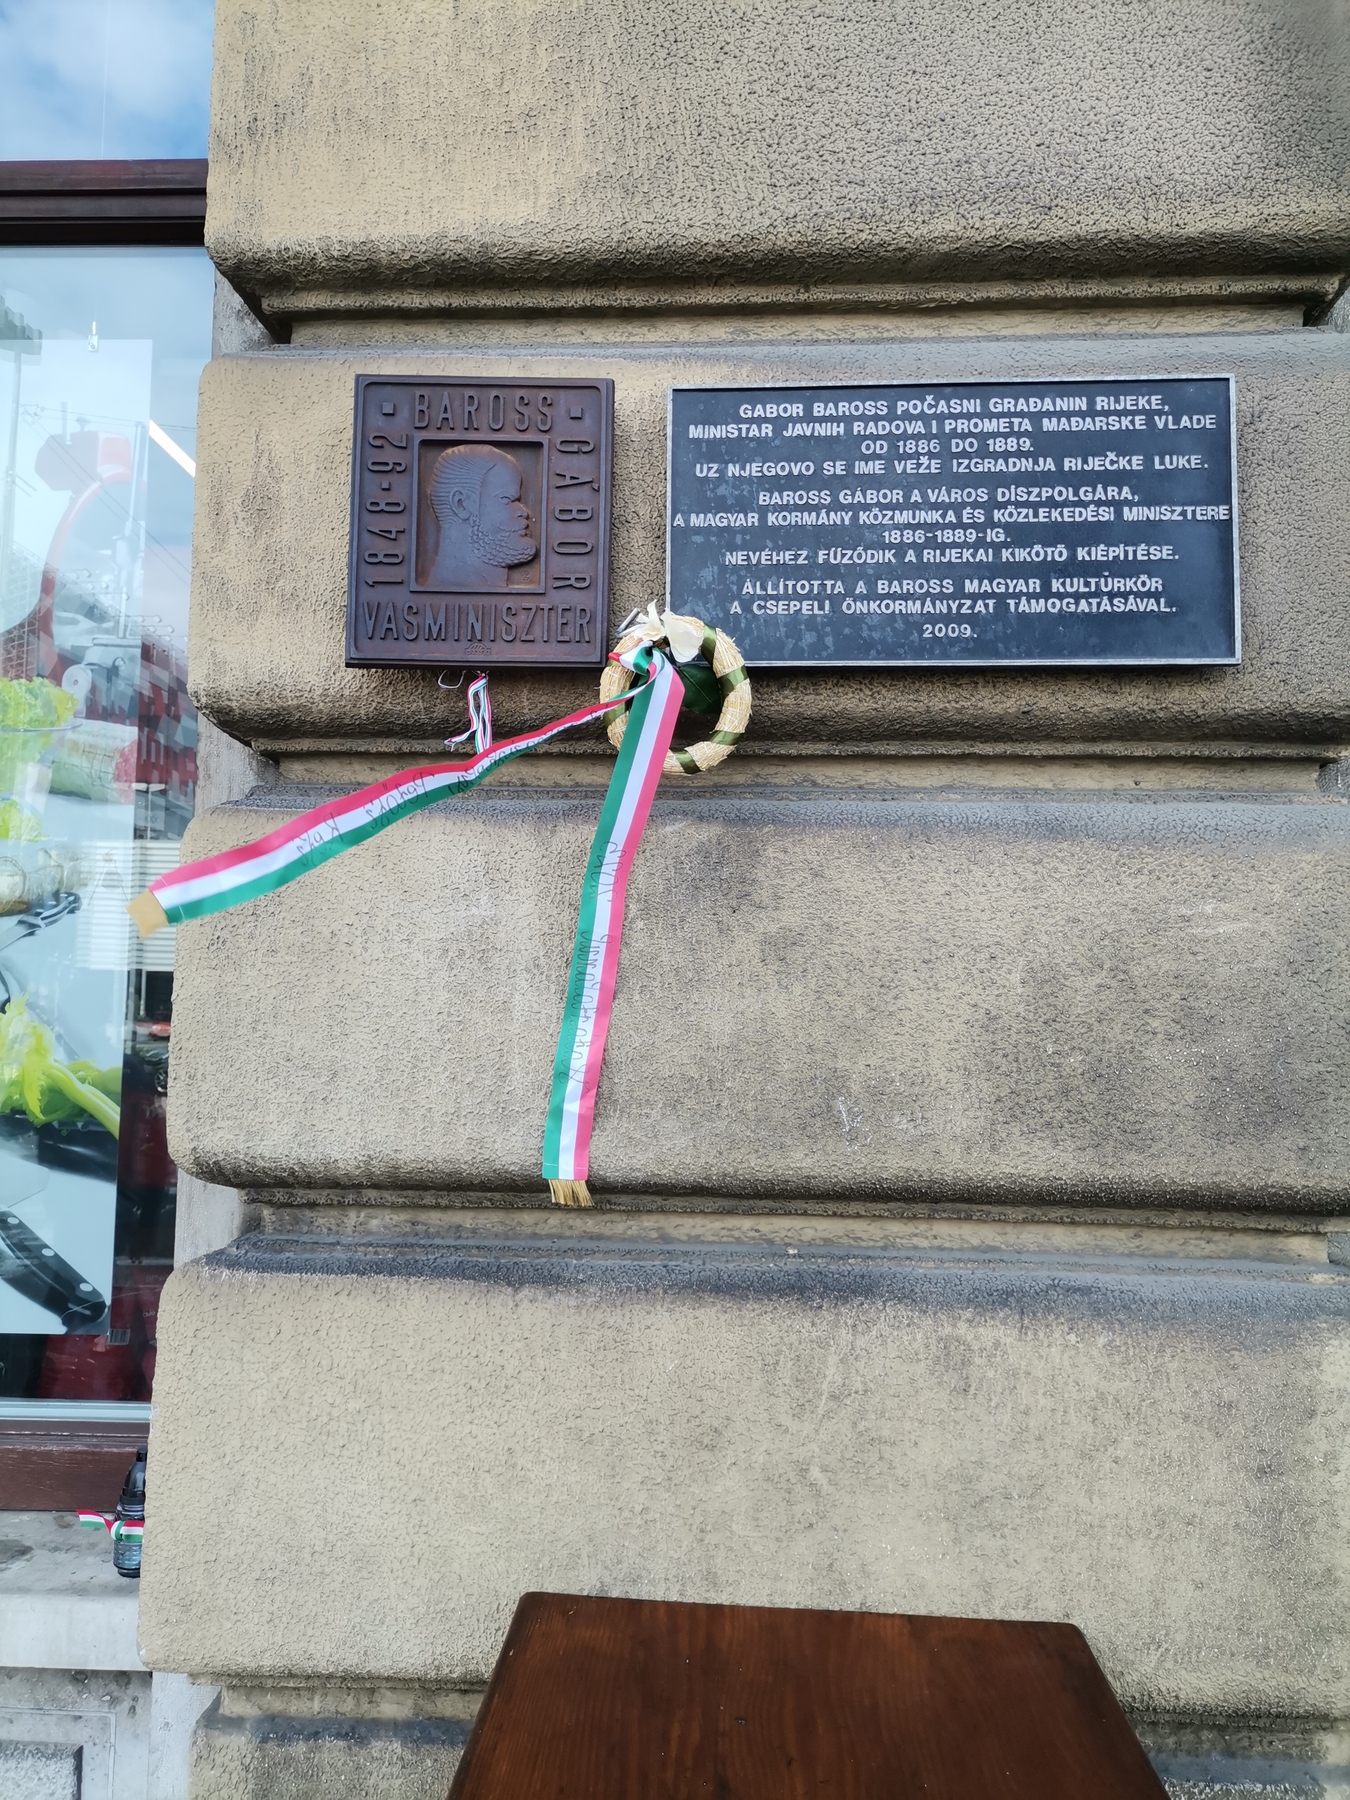 BAROSS
GÁBOR
1848-92
VASMINISZTER
GABOR BAROSS POČASNI GRAĐANIN RIJEKE,
MINISTAR JAVNIH RADOVA I PROMETA MAĐARSKE VLADE
OD 1886 DO 1889.
UZ NJEGOVO SE IME VEŽE IZGRADNJA RIJEČKE LUKE.
BAROSS GÁBOR A VÁROS DÍSZPOLGÁRA,
A MAGYAR KORMÁNY KÖZMUNKA ÉS KÖZLEKEDÉSI MINISZTERE
1886-1889-IG.
NEVÉHEZ FŰZŐDIK A RIJEKAI KIKÖTŐ KIÉPÍTÉSE.
ÁLLÍTOTTA A BAROSS MAGYAR KULTÚRKÖR
A CSEPELI ÖNKORMÁNYZAT TÁMOGATÁSÁVAL.
2009.